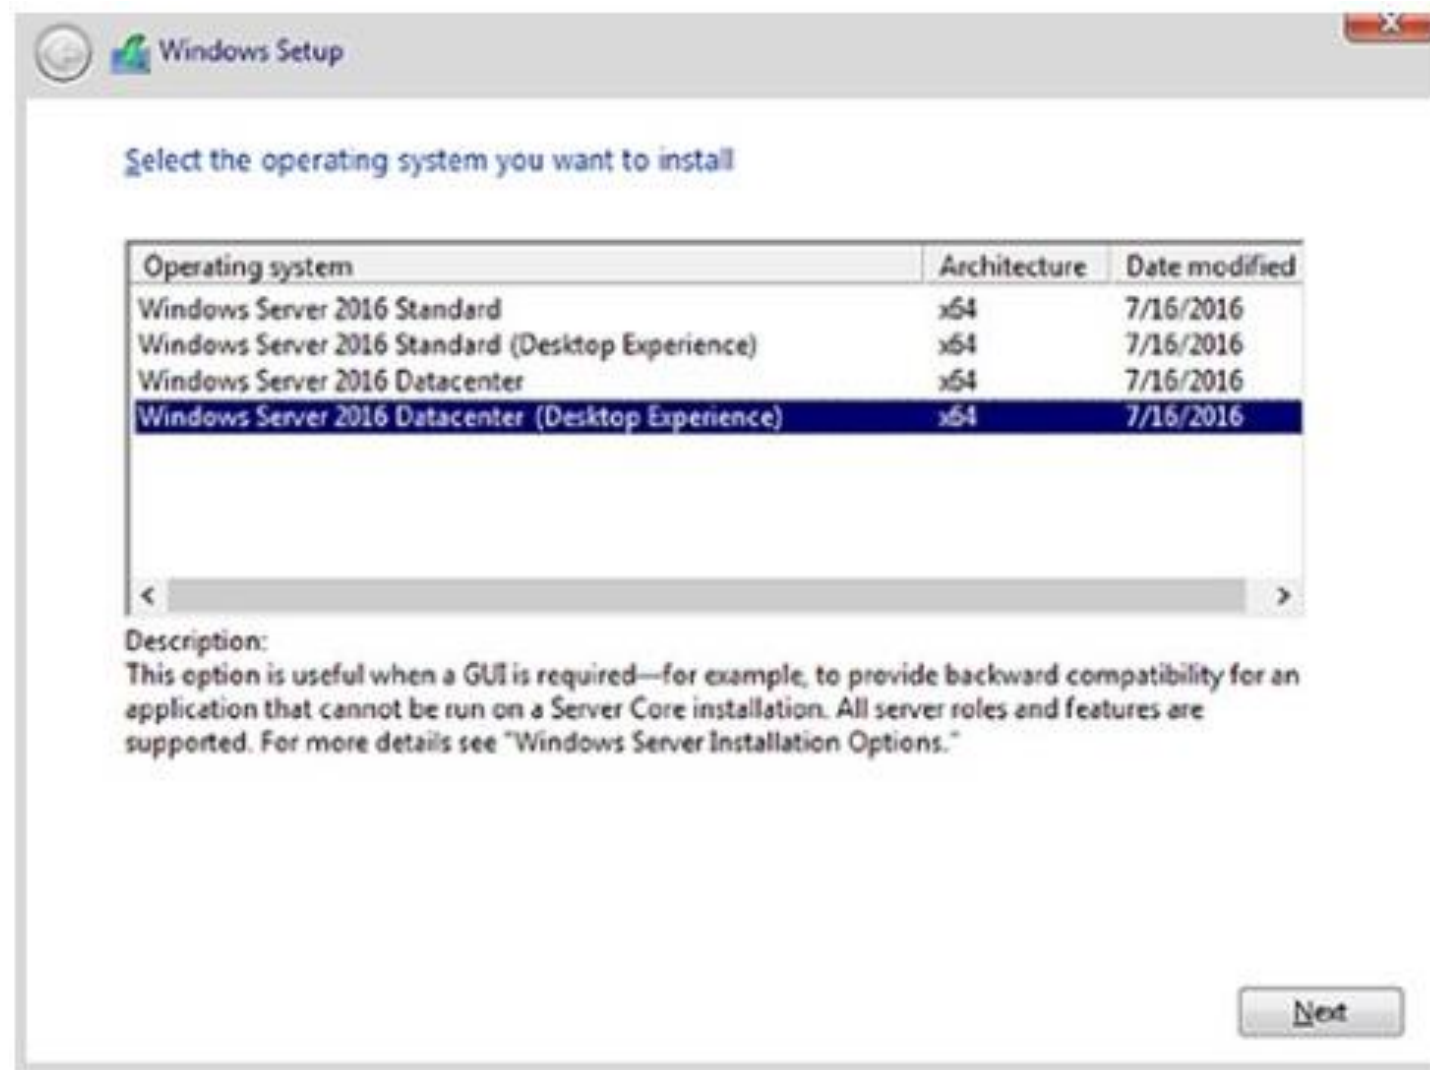 Windows Setup
Select the operating system you want to install
Operating system Architecture Date modified
Windows Server 2016 Standard x64 7/16/2016
Windows Server 2016 Standard (Desktop Experience) x64 7/16/2016
Windows Server 2016 Datacenter x64 7/16/2016
Windows Server 2016 Datacenter (Desktop Experience) x64 7/16/2016
Description:
This option is useful when a GUI is required—for example, to provide backward compatibility for an
application that cannot be run on a Server Core installation. All server roles and features are
supported. For more details see "Windows Server Installation Options."
Next